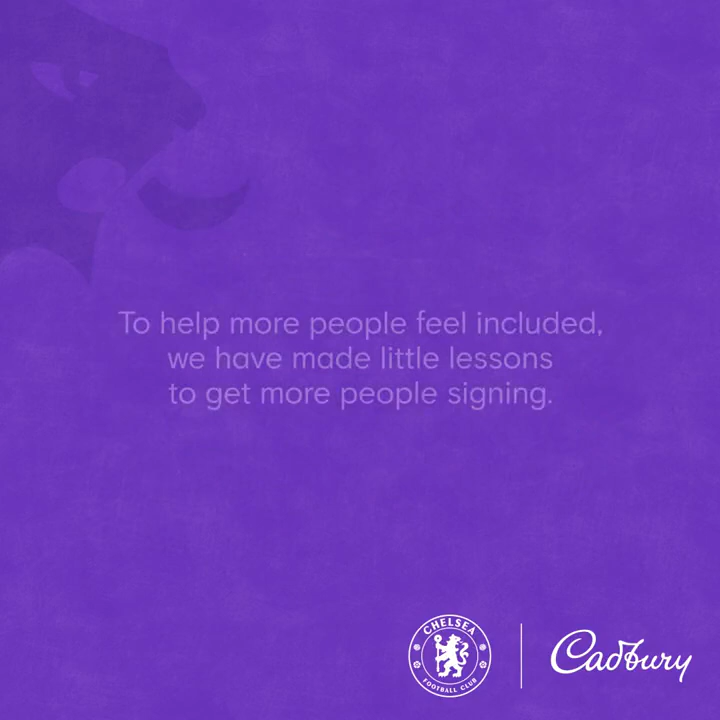 To help more people feel included,
we have made little lessons
to get more people signing.
CHELSEA
FOOTBALL CLUB
Cadbury